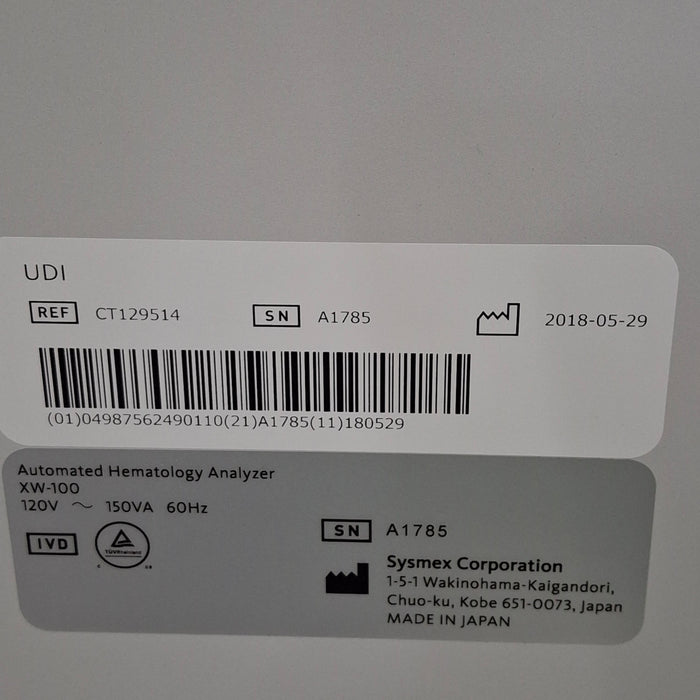 UDI
REF CT129514 SN A1785 2018-05-29
(01)04987562490110(21)A1785(11)180529
Automated Hematology Analyzer
XW-100
120V ～ 150VA 60Hz
IVD TÜVRheinland
C US
SN A1785
Sysmex Corporation
1-5-1 Wakinohama-Kaigandori,
Chuo-ku, Kobe 651-0073, Japan
MADE IN JAPAN